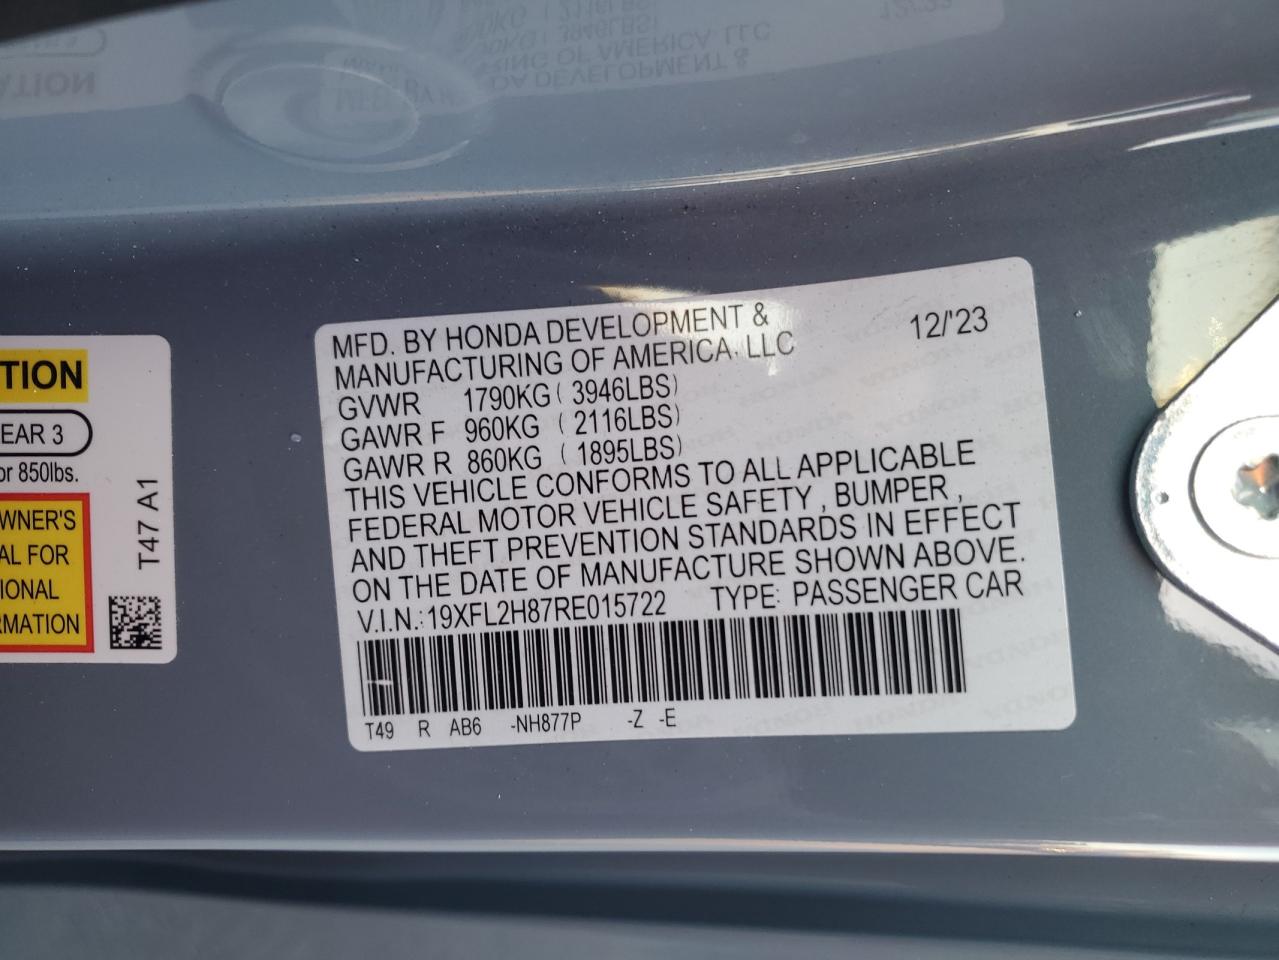 MFD. BY HONDA DEVELOPMENT &
MANUFACTURING OF AMERICA, LLC
12/'23
GVWR 1790KG ( 3946LBS)
GAWR F 960KG ( 2116LBS)
GAWR R 860KG ( 1895LBS)
THIS VEHICLE CONFORMS TO ALL APPLICABLE
FEDERAL MOTOR VEHICLE SAFETY , BUMPER ,
AND THEFT PREVENTION STANDARDS IN EFFECT
ON THE DATE OF MANUFACTURE SHOWN ABOVE.
V.I.N.: 19XFL2H87RE015722 TYPE: PASSENGER CAR
T49 R AB6 -NH877P -Z -E
TION
EAR 3
or 850lbs.
WNER'S
AL FOR
IONAL
RMATION
T47 A1